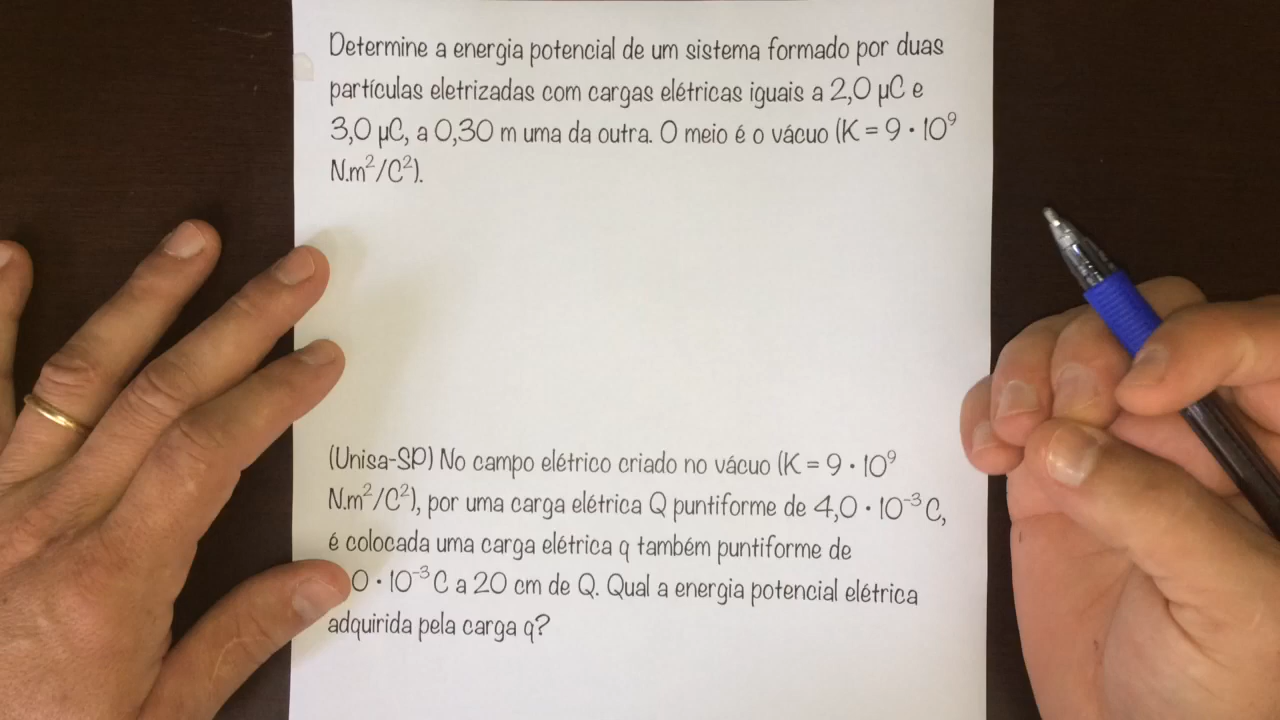 Determine a energia potencial de um sistema formado por duas
partículas eletrizadas com cargas elétricas iguais a 2,0 μC e
3,0 μC, a 0,30 m uma da outra. O meio é o vácuo (K = 9 · 10⁹
N.m²/C²).
(Unisa-SP) No campo elétrico criado no vácuo (K = 9 · 10⁹
N.m²/C²), por uma carga elétrica Q puntiforme de 4,0 · 10⁻³ C,
é colocada uma carga elétrica q também puntiforme de
0 · 10⁻³ C a 20 cm de Q. Qual a energia potencial elétrica
adquirida pela carga q?